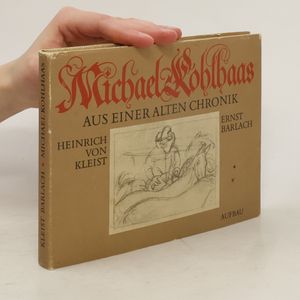 Michael Kohlhaas
AUS EINER ALTEN CHRONIK
HEINRICH
VON
KLEIST
ERNST
BARLACH
AUFBAU
KLEIST BARLACH * MICHAEL KOHLHAAS